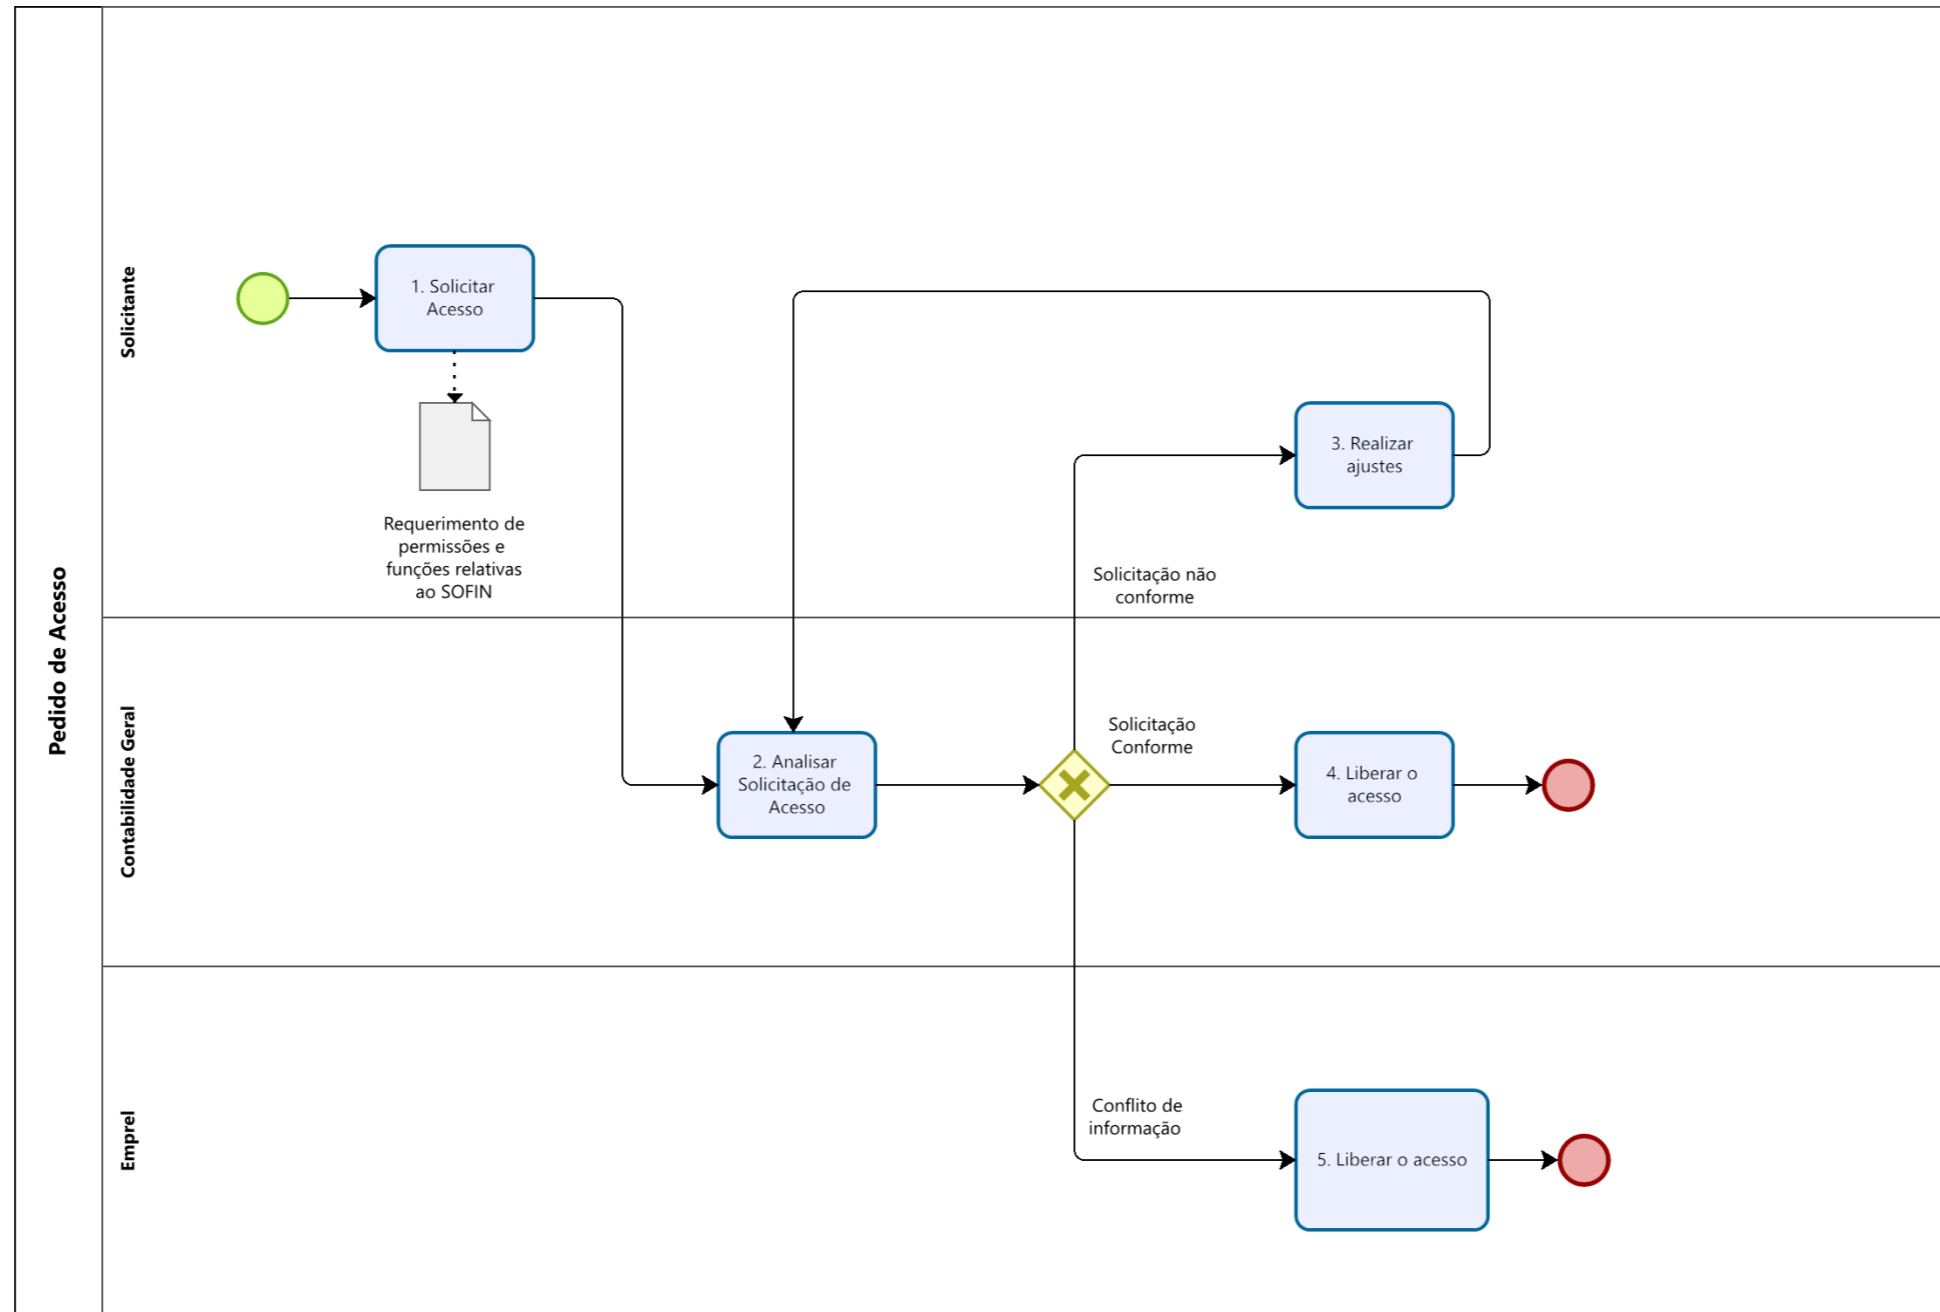 Pedido de Acesso
Solicitante
1. Solicitar
Acesso
Requerimento de
permissões e
funções relativas
ao SOFIN
3. Realizar
ajustes
Solicitação não
conforme
Contabilidade Geral
2. Analisar
Solicitação de
Acesso
Solicitação
Conforme
4. Liberar o
acesso
Emprel
Conflito de
informação
5. Liberar o acesso